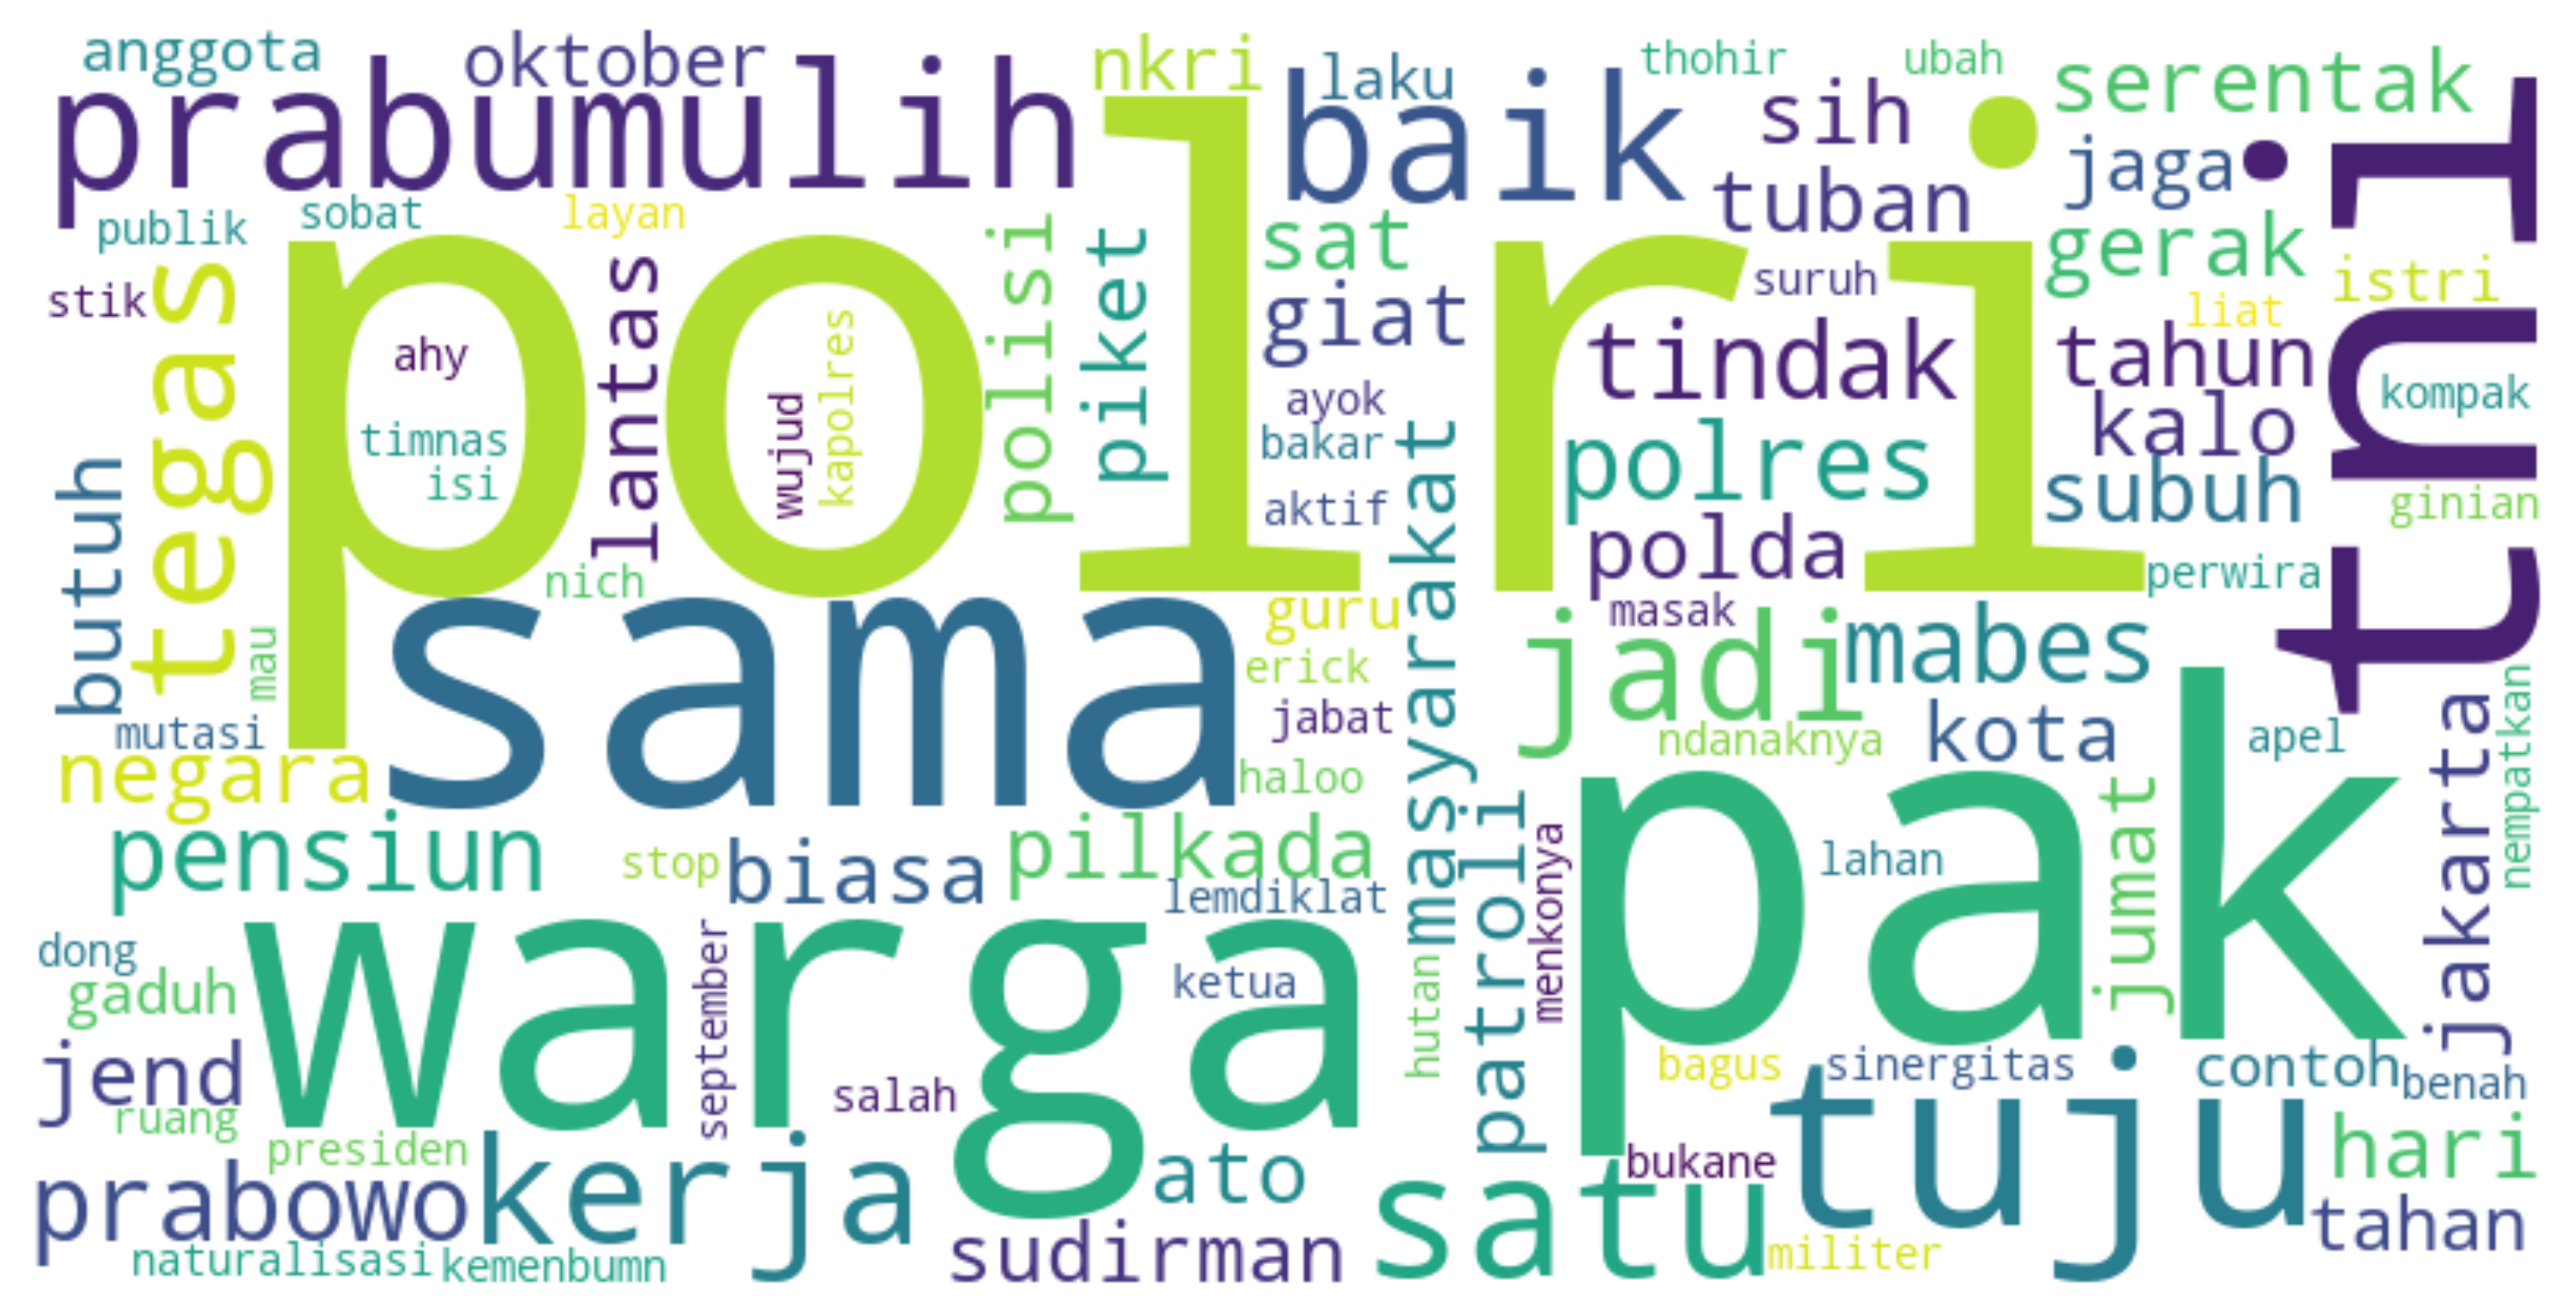 anggota
oktober
nkri
laku
thohir
ubah
serentak
prabumulih
baik
sih
jaga
tni
tuban
publik
sobat
layan
sat
gerak
stik
tegas
polri
lantas
polisi
piket
giat
suruh
istri
liat
ahy
tindak
tahun
kompak
timnas
isi
wujud
kapolres
ayok
bakar
aktif
masyarakat
polres
kalo
subuh
ginian
butuh
polda
nich
perwira
sama
guru
masak
mau
erick
jadi
mabes
mutasi
jabat
ndanaknya
kota
apel
jakarta
nempatkan
negara
haloo
pensiun
stop
biasa
pilkada
patroli
menkonya
pak
lahan
jumat
lemdiklat
dong
gaduh
warga
september
ketua
hutan
jend
salah
bagus
sinergitas
contoh
benah
ruang
presiden
kerja
ato
bukane
tuju
hari
prabowo
satu
tahan
naturalisasi
kemenbumn
sudirman
militer